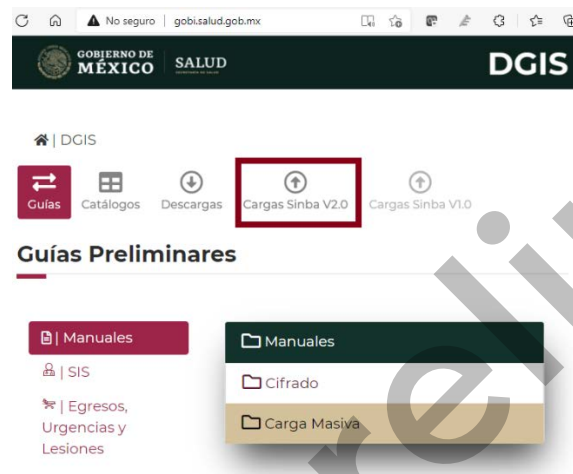 No seguro | gobi.salud.gob.mx
GOBIERNO DE
MÉXICO
SALUD
DGIS
| DGIS
Guías
Catálogos
Descargas
Cargas Sinba V2.0
Cargas Sinba V1.0
Guías Preliminares
| Manuales
| SIS
| Egresos,
Urgencias y
Lesiones
Manuales
Cifrado
Carga Masiva